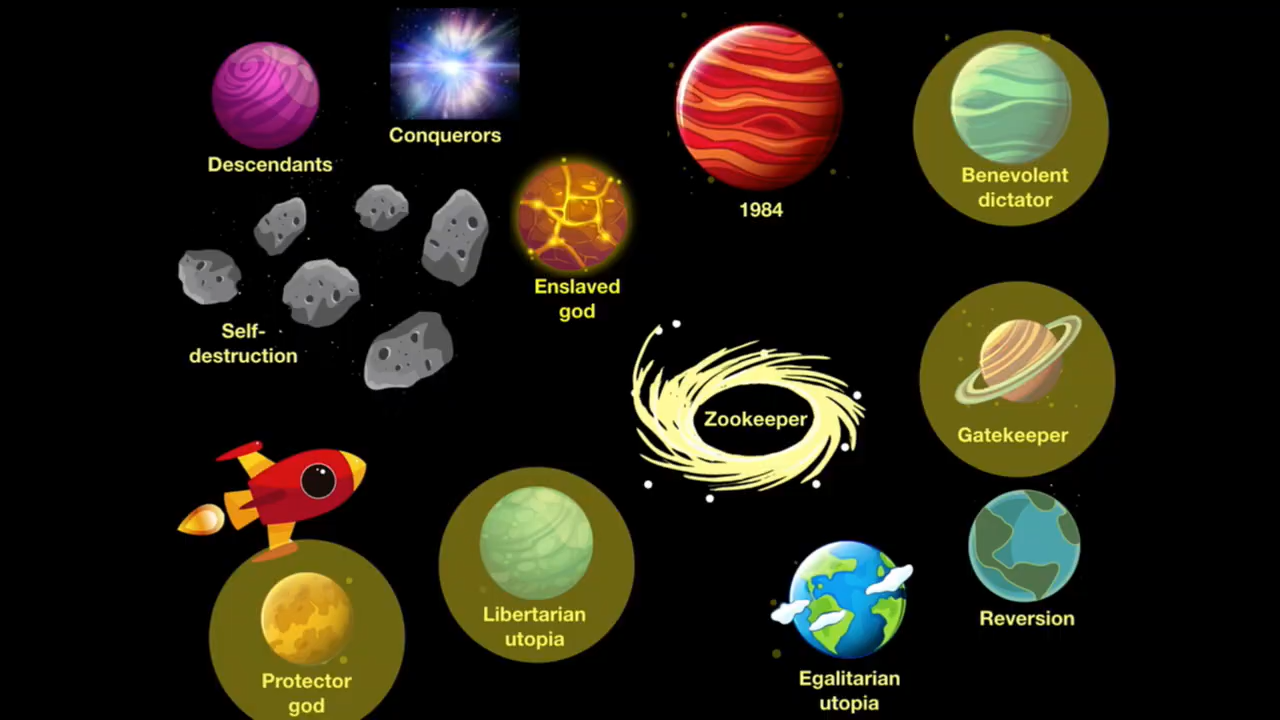 Descendants
Conquerors
1984
Benevolent
dictator
Enslaved
god
Self-
destruction
Zookeeper
Gatekeeper
Libertarian
utopia
Reversion
Protector
god
Egalitarian
utopia